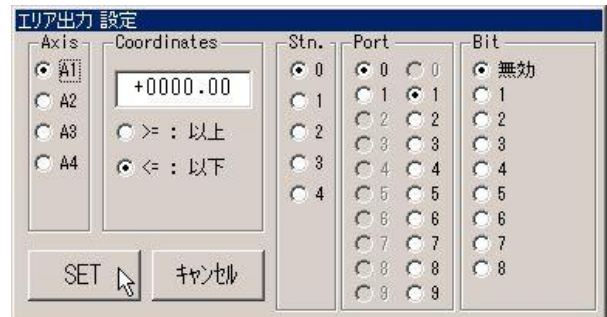 エリア出力 設定
Axis Coordinates Stn. Port Bit
A1 +0000.00 0 0 0 無効
A2 1 1 1 1
A3 >= : 以上 2 2 2 2
A4 <= : 以下 3 3 3 3
4 4 4 4
5 5 5
6 6 6
SET キャンセル 7 7 7
8 8 8
9 9